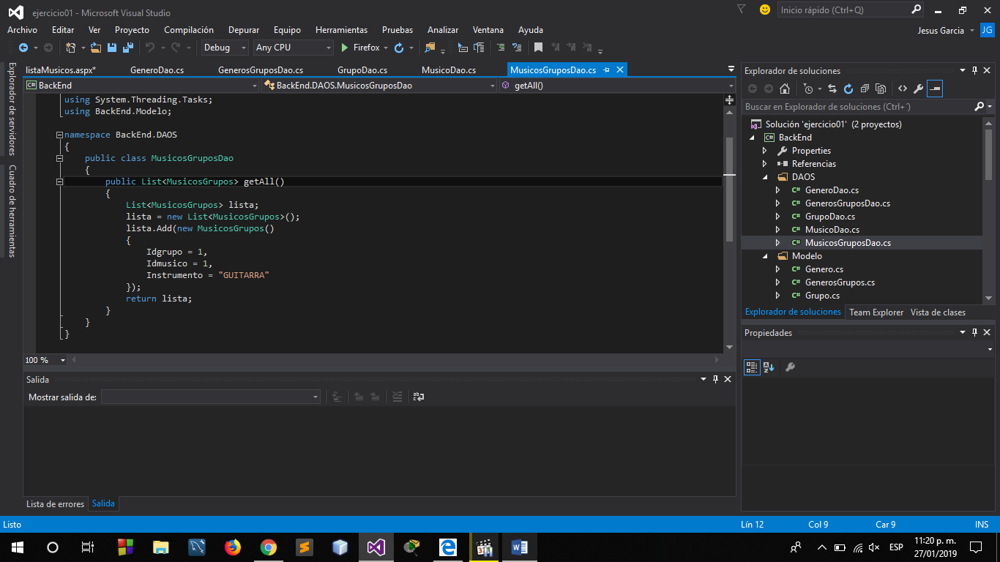 ejercicio01 - Microsoft Visual Studio
Inicio rápido (Ctrl+Q)
Archivo Editar Ver Proyecto Compilación Depurar Equipo Herramientas Pruebas Analizar Ventana Ayuda
Jesus Garcia JG
Debug Any CPU Firefox
Explorador de servidores
Cuadro de herramientas
listaMusicos.aspx* GeneroDao.cs GenerosGruposDao.cs GrupoDao.cs MusicoDao.cs MusicosGruposDao.cs
BackEnd BackEnd.DAOS.MusicosGruposDao getAll()
using System.Threading.Tasks;
using BackEnd.Modelo;
namespace BackEnd.DAOS
{
public class MusicosGruposDao
{
public List<MusicosGrupos> getAll()
{
List<MusicosGrupos> lista;
lista = new List<MusicosGrupos>();
lista.Add(new MusicosGrupos()
{
Idgrupo = 1,
Idmusico = 1,
Instrumento = "GUITARRA"
});
return lista;
}
}
}
100 %
Salida
Mostrar salida de:
Lista de errores Salida
Explorador de soluciones
Buscar en Explorador de soluciones (Ctrl+´)
Solución 'ejercicio01' (2 proyectos)
C# BackEnd
Properties
Referencias
DAOS
C# GeneroDao.cs
C# GenerosGruposDao.cs
C# GrupoDao.cs
C# MusicoDao.cs
C# MusicosGruposDao.cs
Modelo
C# Genero.cs
C# GenerosGrupos.cs
C# Grupo.cs
Explorador de soluciones Team Explorer Vista de clases
Propiedades
Listo Lín 12 Col 9 Car 9 INS
ESP 11:20 p. m.
27/01/2019